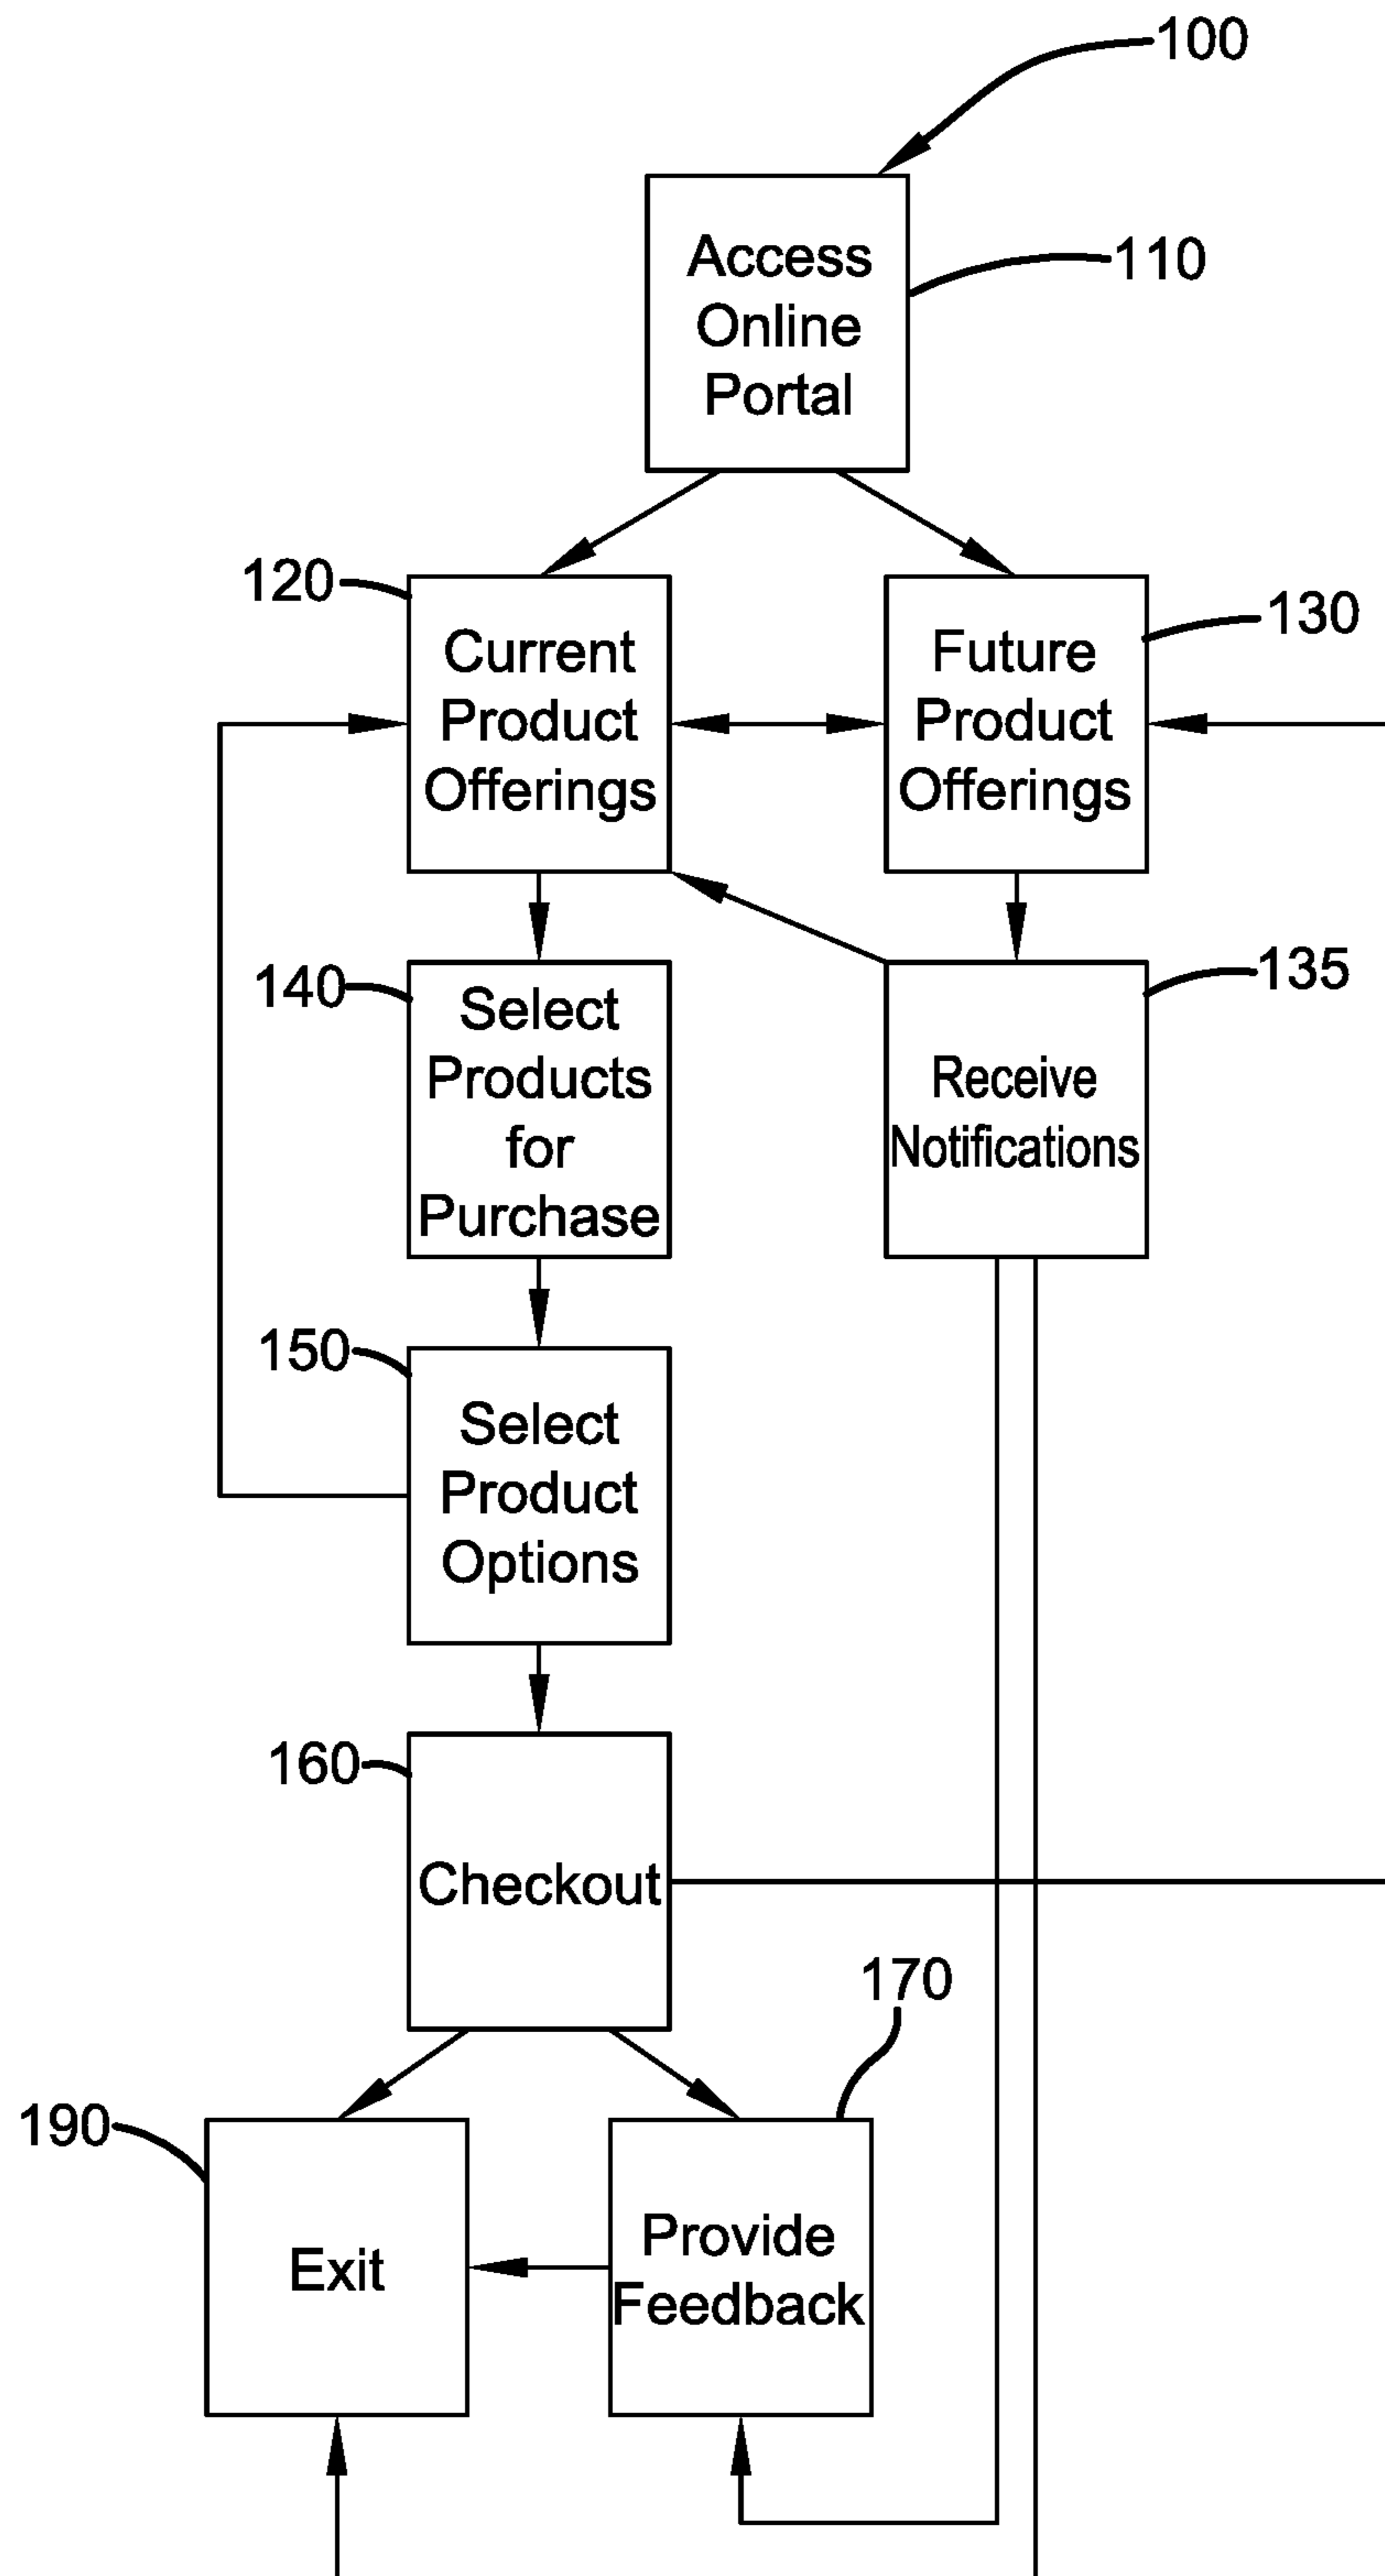 100
Access
Online
Portal
110
120
Current
Product
Offerings
130
Future
Product
Offerings
140
Select
Products
for
Purchase
135
Receive
Notifications
150
Select
Product
Options
160
Checkout
170
190
Exit
Provide
Feedback